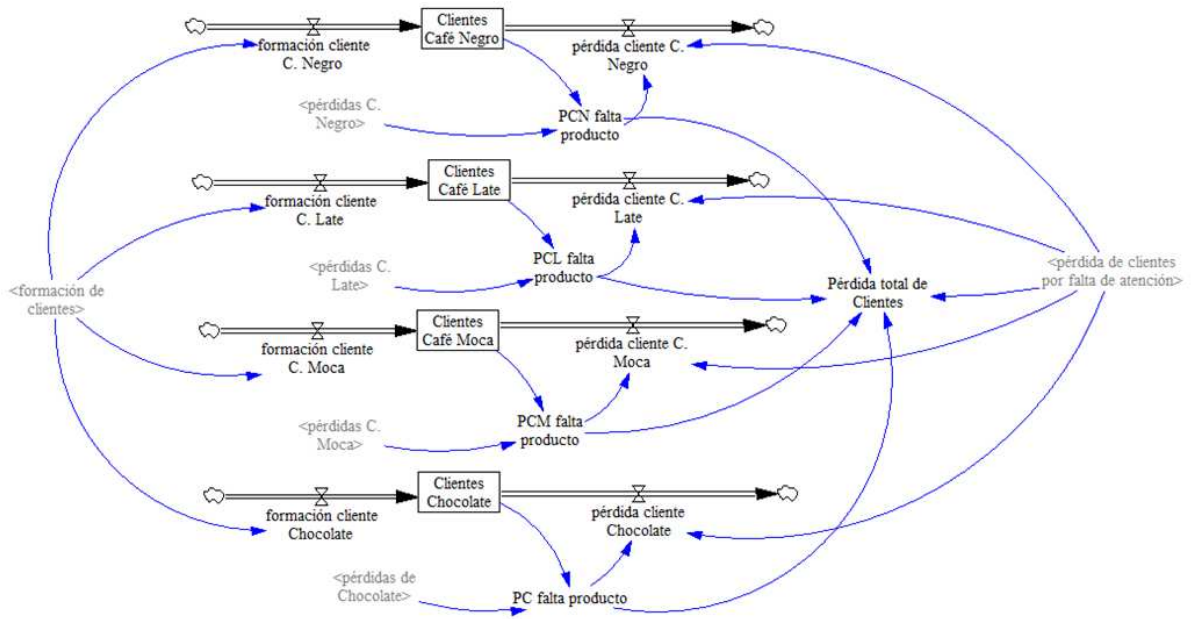 Clientes
Café Negro
formación cliente
C. Negro
pérdida cliente C.
Negro
<pérdidas C.
Negro>
PCN falta
producto
Clientes
Café Late
formación cliente
C. Late
pérdida cliente C.
Late
<pérdidas C.
Late>
PCL falta
producto
<formación de
clientes>
Pérdida total de
Clientes
<pérdida de clientes
por falta de atención>
Clientes
Café Moca
formación cliente
C. Moca
pérdida cliente C.
Moca
<pérdidas C.
Moca>
PCM falta
producto
Clientes
Chocolate
formación cliente
Chocolate
pérdida cliente
Chocolate
<pérdidas de
Chocolate>
PC falta producto